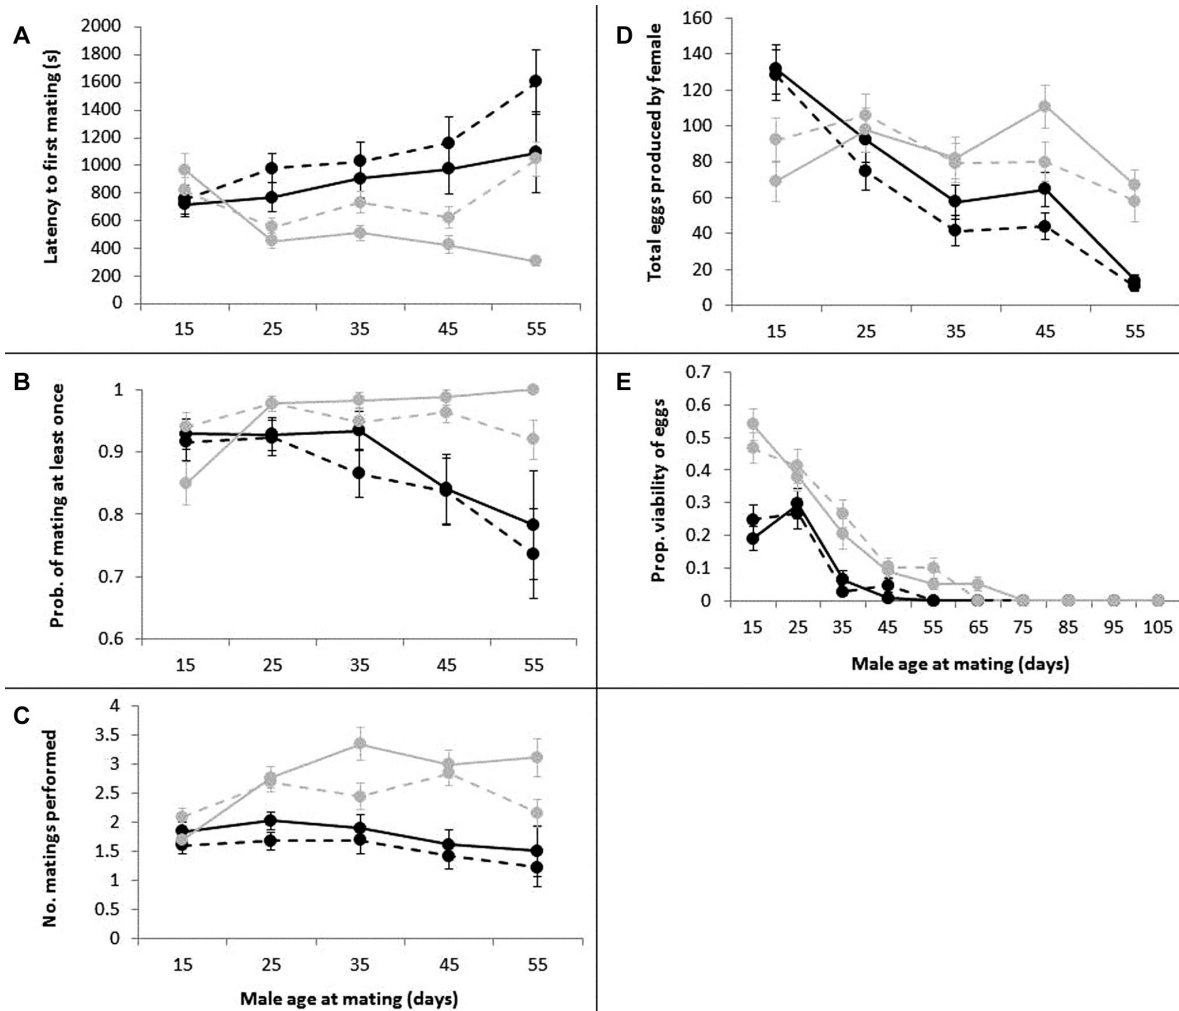 A
Latency to first mating (s)
2000
1800
1600
1400
1200
1000
800
600
400
200
0
15 25 35 45 55
B
Prob. of mating at least once
1
0.9
0.8
0.7
0.6
15 25 35 45 55
C
No. matings performed
4
3.5
3
2.5
2
1.5
1
0.5
0
15 25 35 45 55
Male age at mating (days)
D
Total eggs produced by female
160
140
120
100
80
60
40
20
0
15 25 35 45 55
E
Prop. viability of eggs
0.7
0.6
0.5
0.4
0.3
0.2
0.1
0
15 25 35 45 55 65 75 85 95 105
Male age at mating (days)